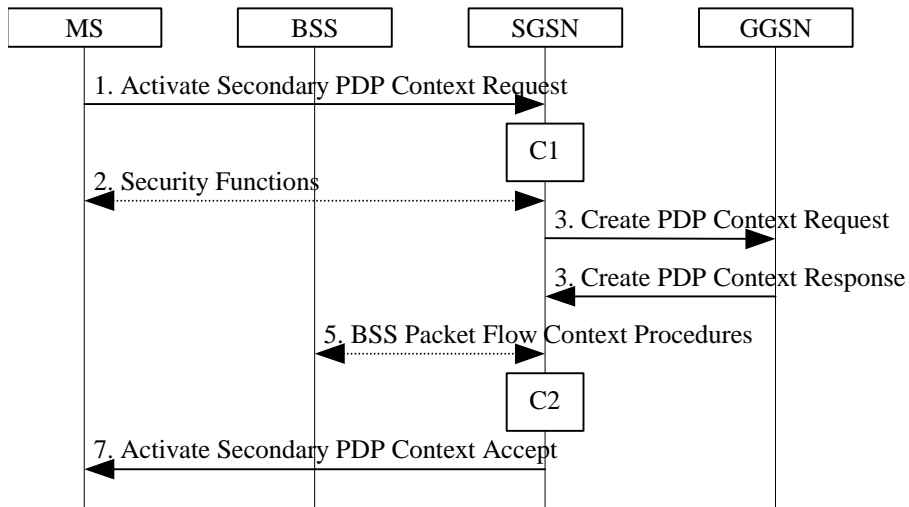 MS BSS SGSN GGSN
1. Activate Secondary PDP Context Request
C1
2. Security Functions
3. Create PDP Context Request
3. Create PDP Context Response
5. BSS Packet Flow Context Procedures
C2
7. Activate Secondary PDP Context Accept